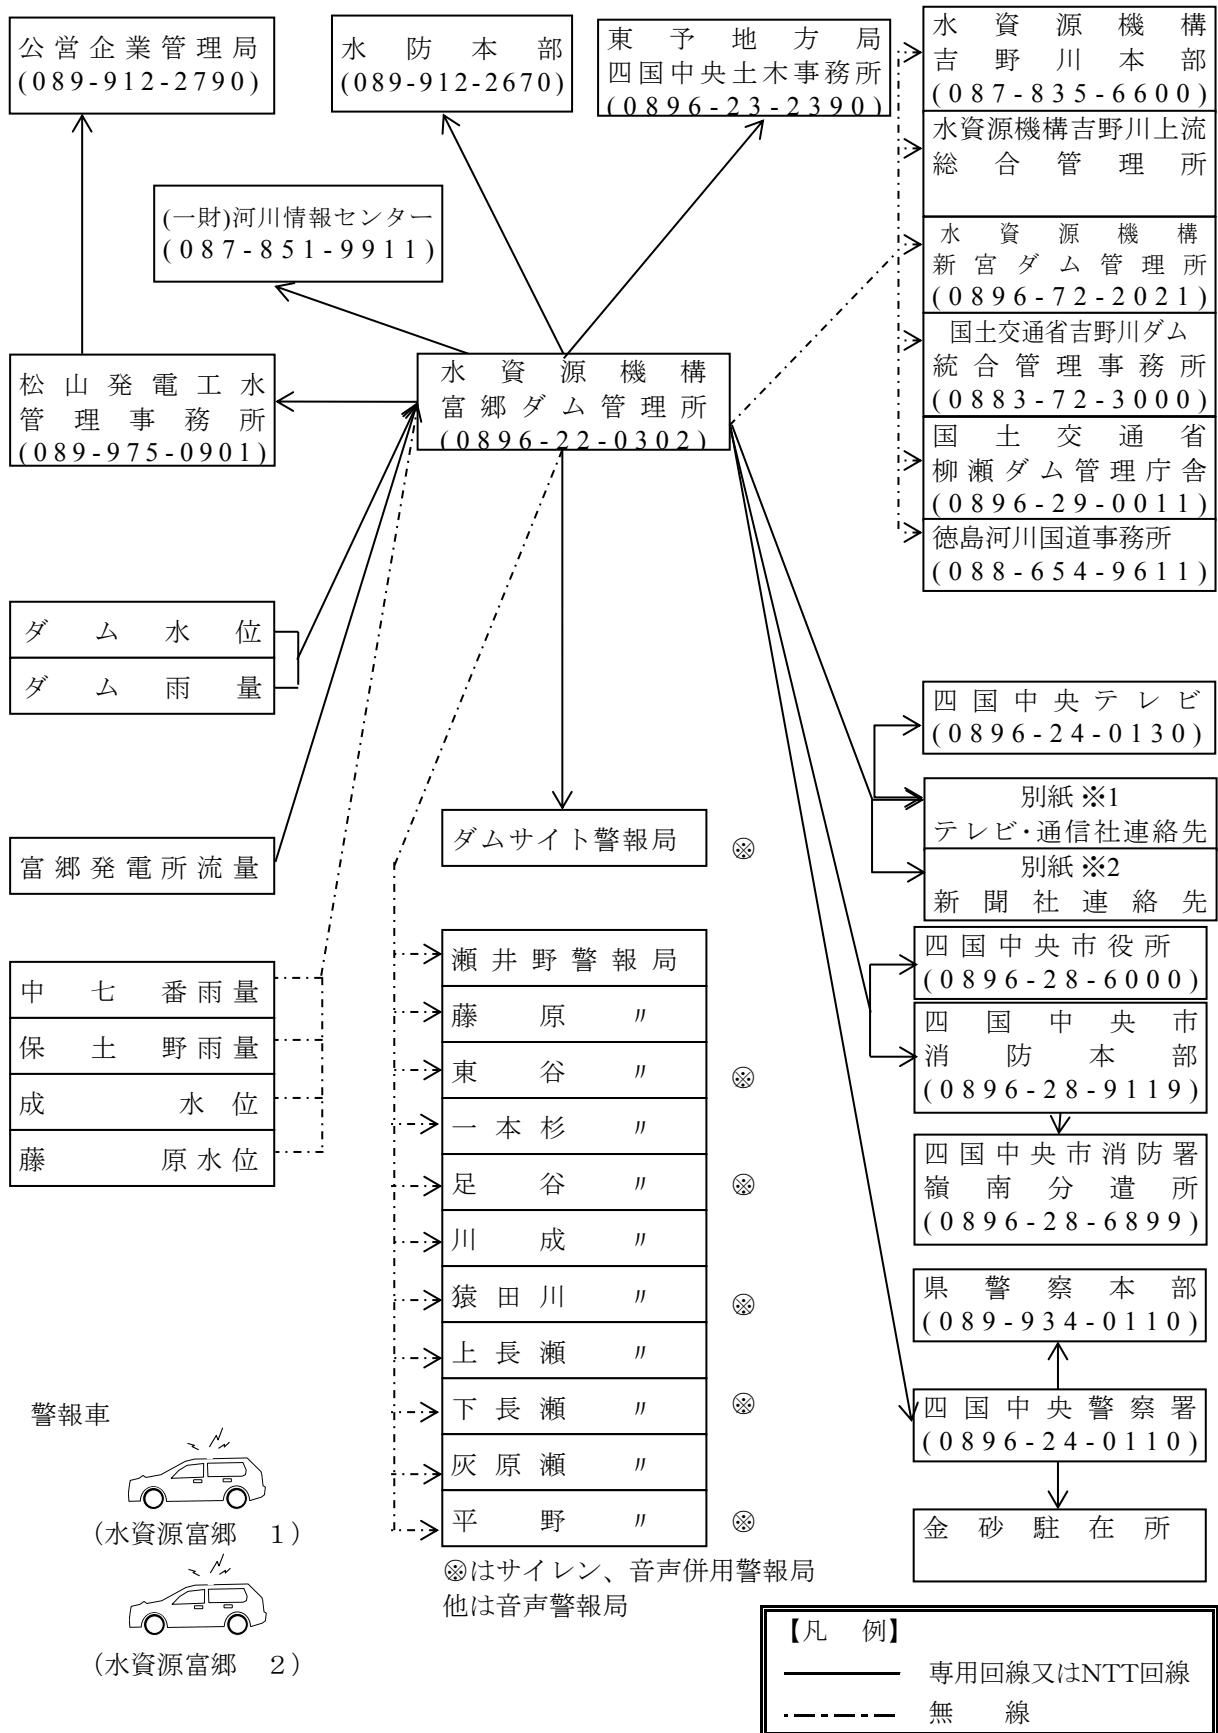 公営企業管理局
(089-912-2790)
水防本部
(089-912-2670)
東予地方局
四国中央土木事務所
(0896-23-2390)
水資源機構
吉野川本部
(087-835-6600)
水資源機構吉野川上流
総合管理所
水資源機構
新宮ダム管理所
(0896-72-2021)
国土交通省吉野川ダム
統合管理事務所
(0883-72-3000)
国土交通省
柳瀬ダム管理庁舎
(0896-29-0011)
徳島河川国道事務所
(088-654-9611)
(一財)河川情報センター
(087-851-9911)
松山発電工水
管理事務所
(089-975-0901)
水資源機構
富郷ダム管理所
(0896-22-0302)
ダム水位
ダム雨量
富郷発電所流量
中七番雨量
保土野雨量
成水位
藤原水位
ダムサイト警報局 ※
瀬井野警報局
藤原 〃
東谷 〃 ※
一本杉 〃
足谷 〃 ※
川成 〃
猿田川 〃 ※
上長瀬 〃
下長瀬 〃 ※
灰原瀬 〃
平野 〃 ※
※はサイレン、音声併用警報局
他は音声警報局
四国中央テレビ
(0896-24-0130)
別紙 ※1
テレビ・通信社連絡先
別紙 ※2
新聞社連絡先
四国中央市役所
(0896-28-6000)
四国中央市
消防本部
(0896-28-9119)
四国中央市消防署
嶺南分遣所
(0896-28-6899)
県警察本部
(089-934-0110)
四国中央警察署
(0896-24-0110)
金砂駐在所
警報車
(水資源富郷 1)
(水資源富郷 2)
【凡 例】
専用回線又はNTT回線
無 線